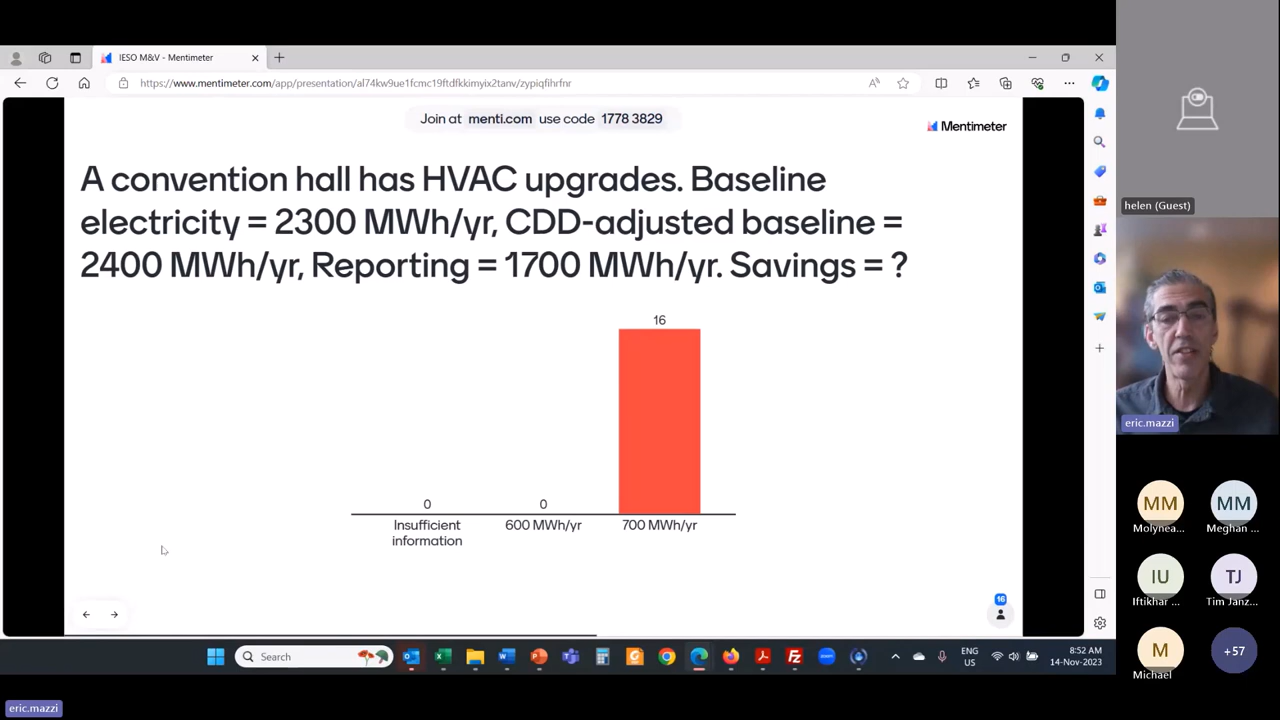 IESO M&V - Mentimeter
https://www.mentimeter.com/app/presentation/al74kw9ue1fcmc19ftdfkkimyix2tanv/zypiqfihrfnr
Join at menti.com use code 1778 3829
Mentimeter
A convention hall has HVAC upgrades. Baseline
electricity = 2300 MWh/yr, CDD-adjusted baseline =
2400 MWh/yr, Reporting = 1700 MWh/yr. Savings = ?
16
0
0
Insufficient
information
600 MWh/yr
700 MWh/yr
16
Search
ENG
US
8:52 AM
14-Nov-2023
helen (Guest)
eric.mazzi
MM
Molynea...
MM
Meghan ...
IU
Iftikhar ...
TJ
Tim Janz...
M
Michael
+57
eric.mazzi